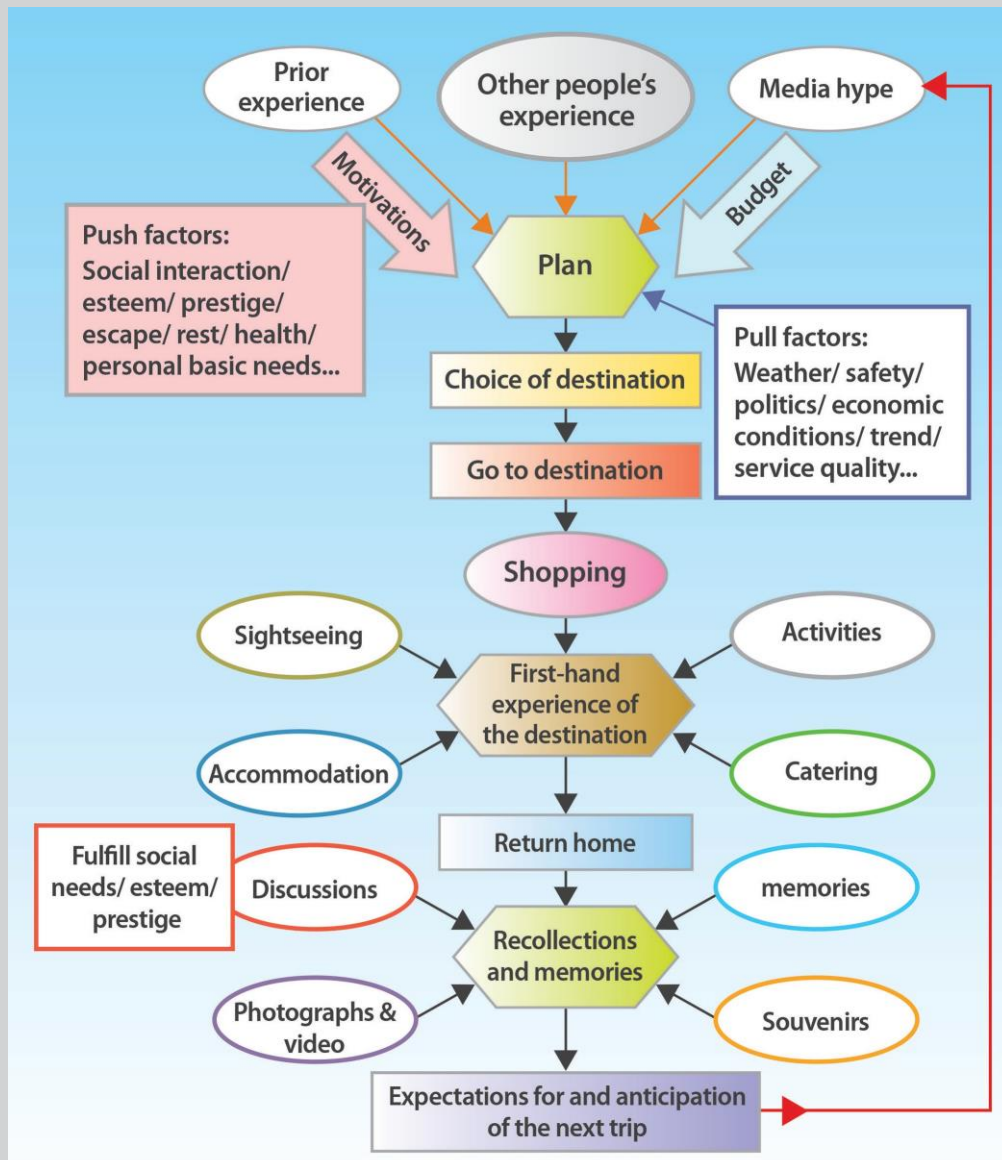 Prior
experience
Other people's
experience
Media hype
Motivations
Budget
Push factors:
Social interaction/
esteem/ prestige/
escape/ rest/ health/
personal basic needs...
Plan
Pull factors:
Weather/ safety/
politics/ economic
conditions/ trend/
service quality...
Choice of destination
Go to destination
Shopping
Sightseeing
Activities
First-hand
experience of
the destination
Accommodation
Catering
Return home
Fulfill social
needs/ esteem/
prestige
Discussions
memories
Recollections
and memories
Photographs &
video
Souvenirs
Expectations for and anticipation
of the next trip